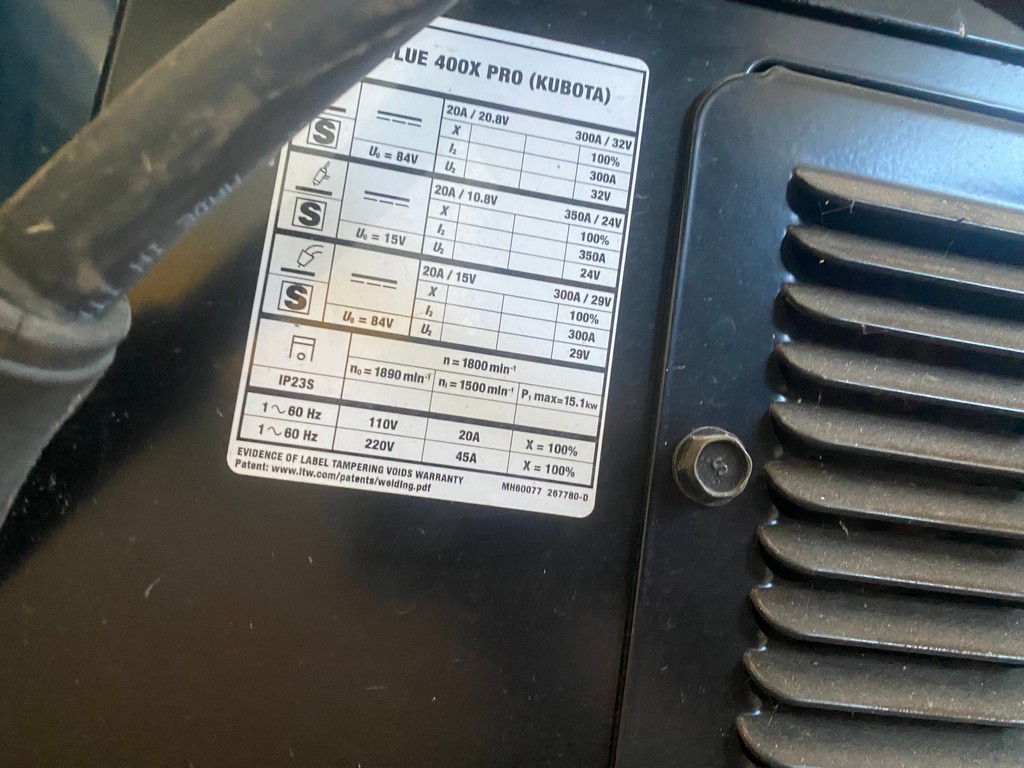 LUE 400X PRO (KUBOTA)
20A / 20.8V 300A / 32V
S X 100%
I₂ 300A
U₀ = 84V U₂ 32V
20A / 10.8V 350A / 24V
S X 100%
I₂ 350A
U₀ = 15V U₂ 24V
20A / 15V 300A / 29V
S X 100%
I₂ 300A
U₀ = 84V U₂ 29V
n = 1800 min⁻¹
IP23S n₀ = 1890 min⁻¹ nᵢ = 1500 min⁻¹ P₁ max=15.1kw
1 ~ 60 Hz 110V 20A X = 100%
1 ~ 60 Hz 220V 45A X = 100%
EVIDENCE OF LABEL TAMPERING VOIDS WARRANTY
Patent: www.itw.com/patents/welding.pdf MH60077 267780-D